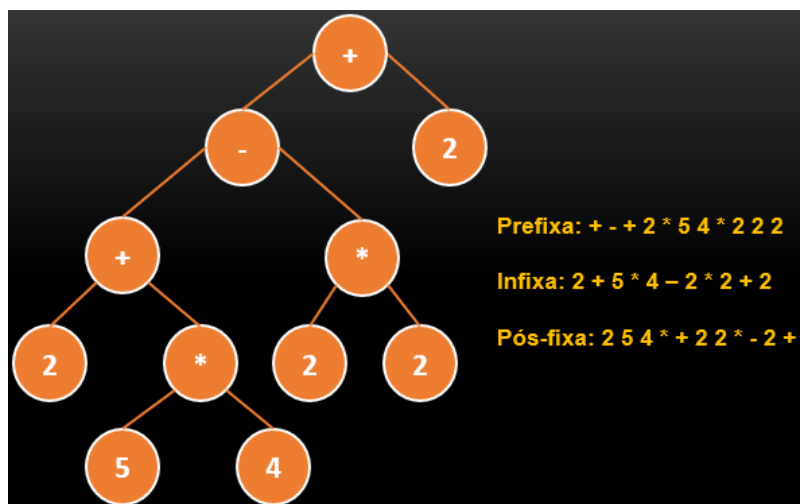 +
- 2
+ *
2 * 2 2
5 4
Prefixa: + - + 2 * 5 4 * 2 2 2
Infixa: 2 + 5 * 4 – 2 * 2 + 2
Pós-fixa: 2 5 4 * + 2 2 * - 2 +